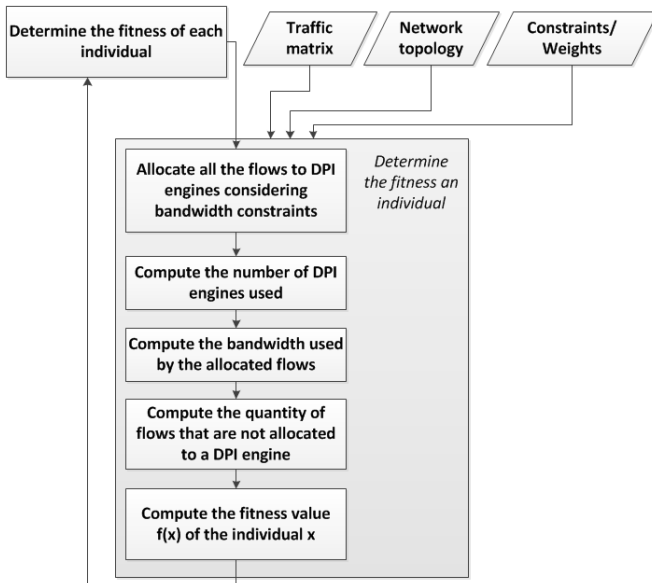 Determine the fitness of each
individual
Traffic
matrix
Network
topology
Constraints/
Weights
Allocate all the flows to DPI
engines considering
bandwidth constraints
Determine
the fitness an
individual
Compute the number of DPI
engines used
Compute the bandwidth used
by the allocated flows
Compute the quantity of
flows that are not allocated
to a DPI engine
Compute the fitness value
f(x) of the individual x